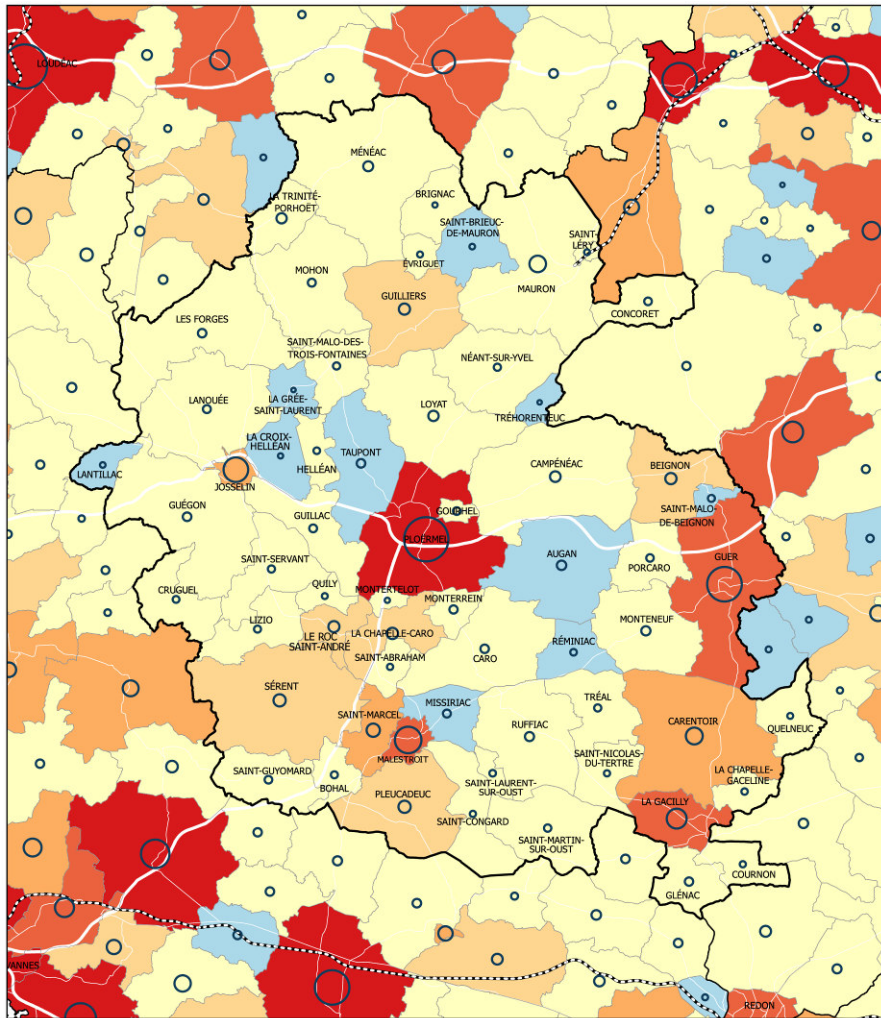 LOUDÉAC
MÉNÉAC
LA TRINITÉ-
PORHOËT
BRIGNAC
SAINT-BRIEUC-
DE-MAURON
SAINT-
LÉRY
ÉVRIGUET
MOHON
MAURON
GUILLIERS
CONCORET
LES FORGES
SAINT-MALO-DES-
TROIS-FONTAINES
NÉANT-SUR-YVEL
LANOUÉE
LA GRÉE-
SAINT-LAURENT
LOYAT
TRÉHORENTEUC
LA CROIX-
HELLÉAN
TAUPONT
HELLÉAN
LANTILLAC
JOSSELIN
CAMPÉNÉAC
BEIGNON
SAINT-MALO-
DE-BEIGNON
GUÉGON
GUILLAC
GOURHEL
PLOËRMEL
AUGAN
PORCARO
GUER
SAINT-SERVANT
CRUGUEL
QUILY
MONTERTELOT
MONTERREIN
LIZIO
LE ROC
SAINT-ANDRÉ
LA CHAPELLE-CARO
MONTENEUF
SAINT-ABRAHAM
CARO
RÉMINIAC
SÉRENT
MISSIRIAC
TRÉAL
SAINT-MARCEL
RUFFIAC
CARENTOIR
QUELNEUC
MALESTROIT
SAINT-NICOLAS-
DU-TERTRE
SAINT-GUYOMARD
BOHAL
SAINT-LAURENT-
SUR-OUST
LA CHAPELLE-
GACELINE
PLEUCADEUC
LA GACILLY
SAINT-CONGARD
SAINT-MARTIN-
SUR-OUST
COURNON
GLÉNAC
VANNES
REDON